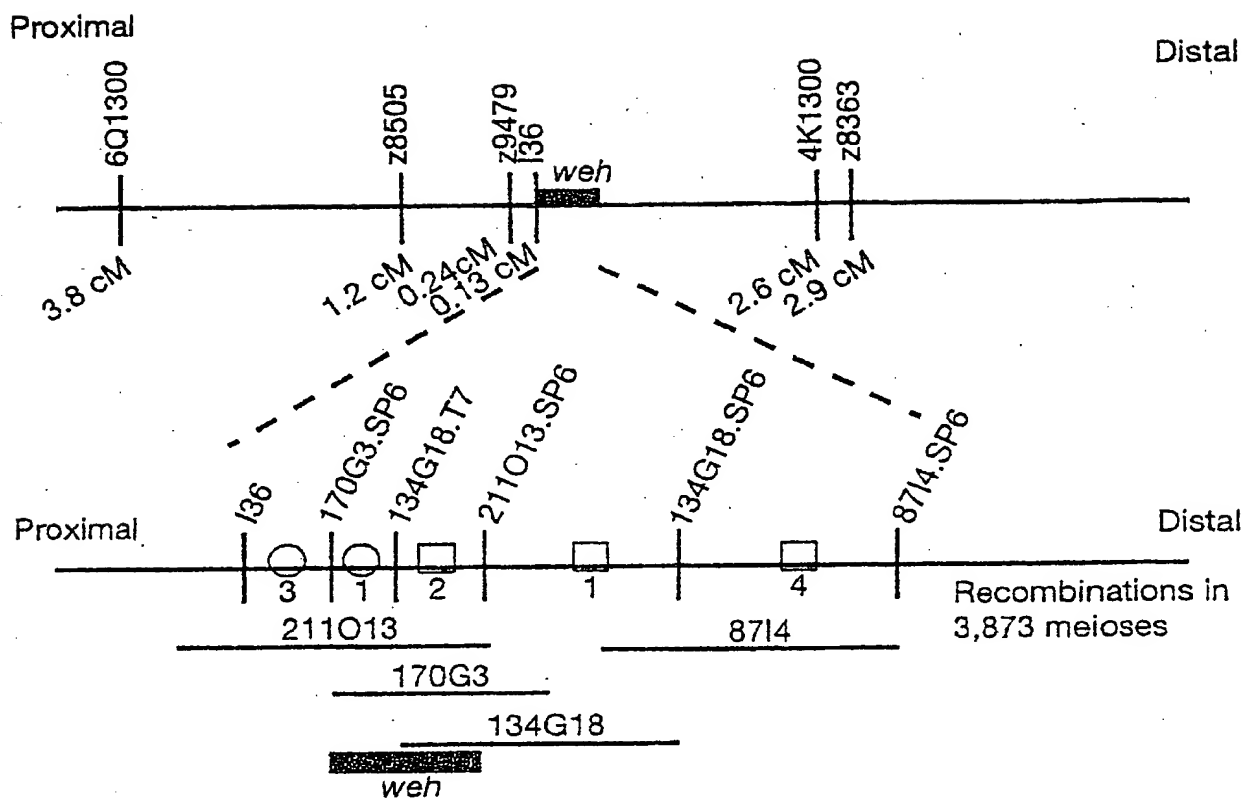 Proximal
Distal
6Q1300
z8505
z9479
I36
weh
4K1300
z8363
3.8 cM
1.2 cM
0.24cM
0.13 cM
2.6 cM
2.9 cM
I36
170G3.SP6
134G18.T7
211O13.SP6
134G18.SP6
87I4.SP6
Proximal
Distal
3
1
2
1
4
Recombinations in
3,873 meioses
211O13
87I4
170G3
134G18
weh